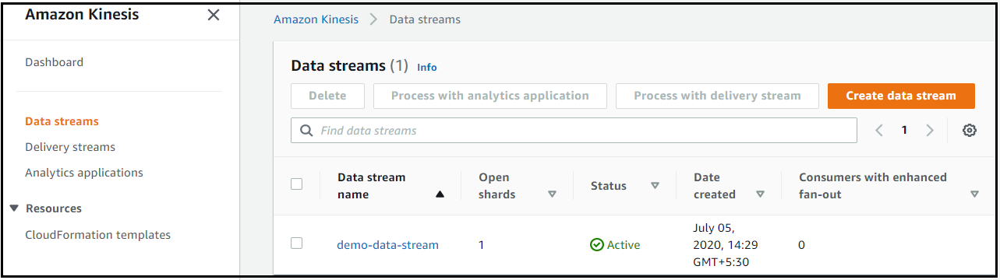 Amazon Kinesis
Dashboard
Data streams
Delivery streams
Analytics applications
Resources
CloudFormation templates
Amazon Kinesis > Data streams
Data streams (1) Info
Delete Process with analytics application Process with delivery stream Create data stream
Find data streams 1
Data stream name Open shards Status Date created Consumers with enhanced fan-out
demo-data-stream 1 Active July 05, 2020, 14:29 GMT+5:30 0